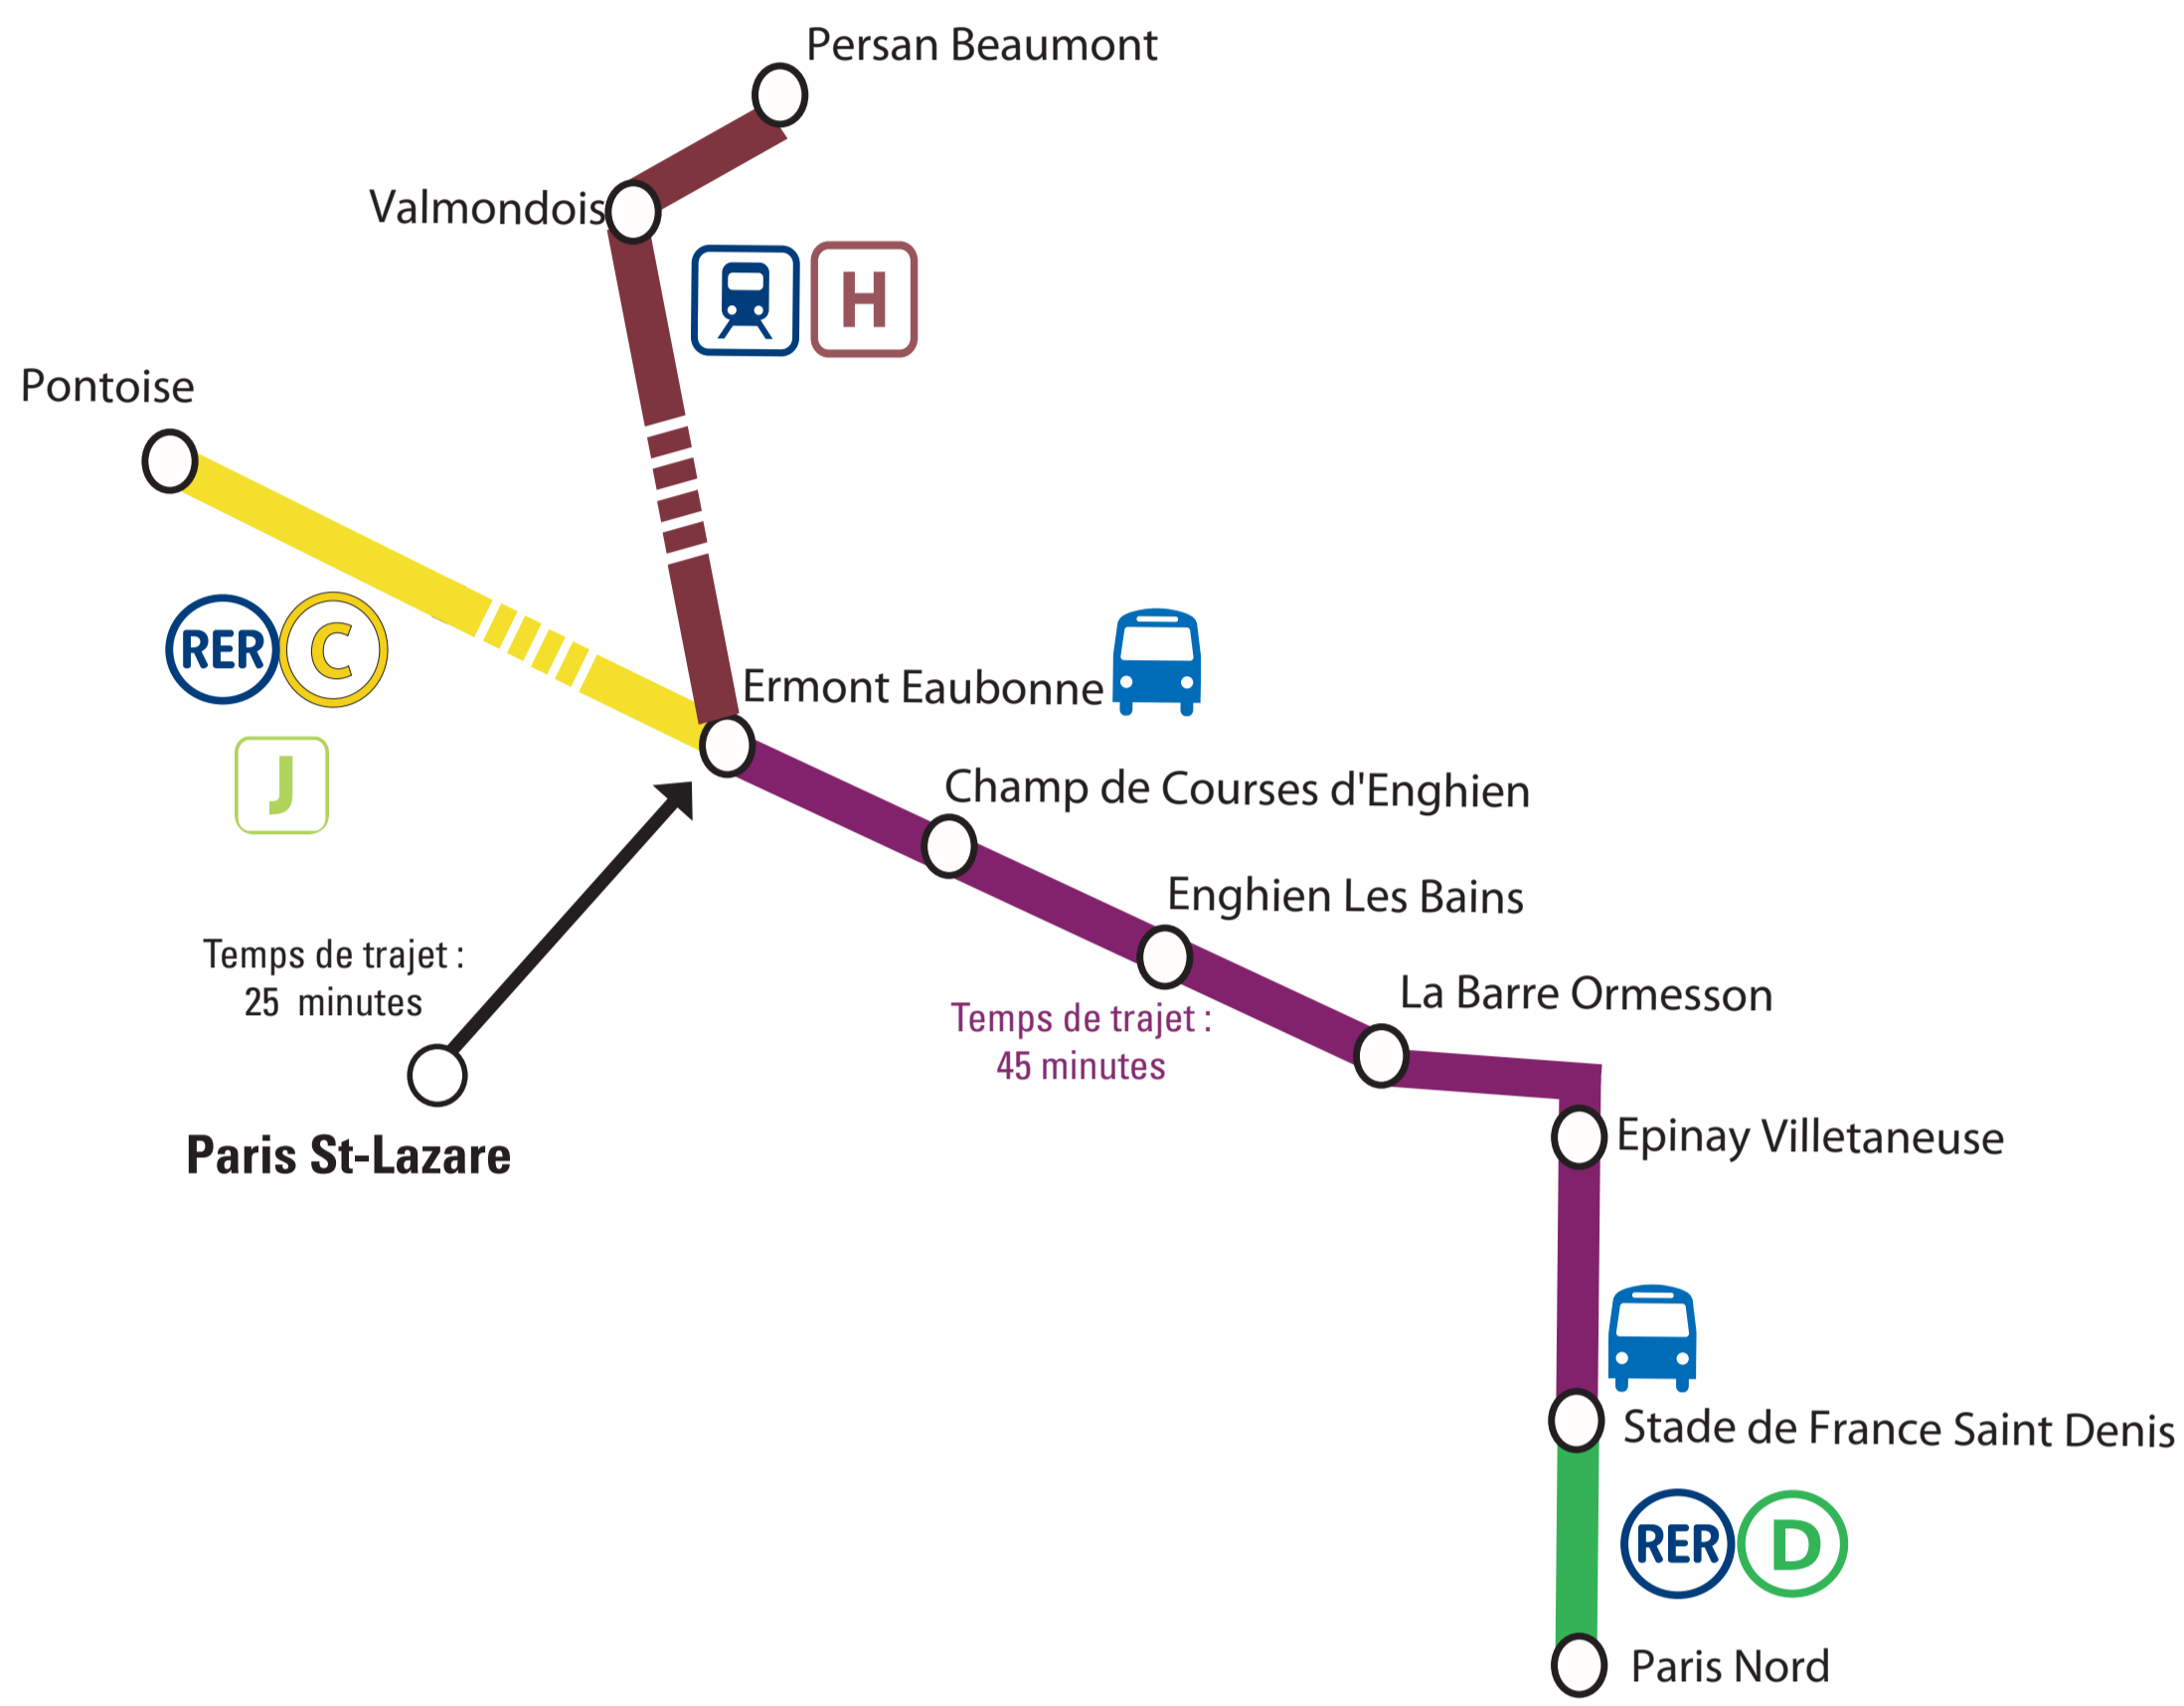 Persan Beaumont
Valmondois
H
Pontoise
RER C
J
Ermont Eaubonne
Champ de Courses d'Enghien
Enghien Les Bains
La Barre Ormesson
Temps de trajet :
25 minutes
Paris St-Lazare
Temps de trajet :
45 minutes
Epinay Villetaneuse
Stade de France Saint Denis
RER D
Paris Nord